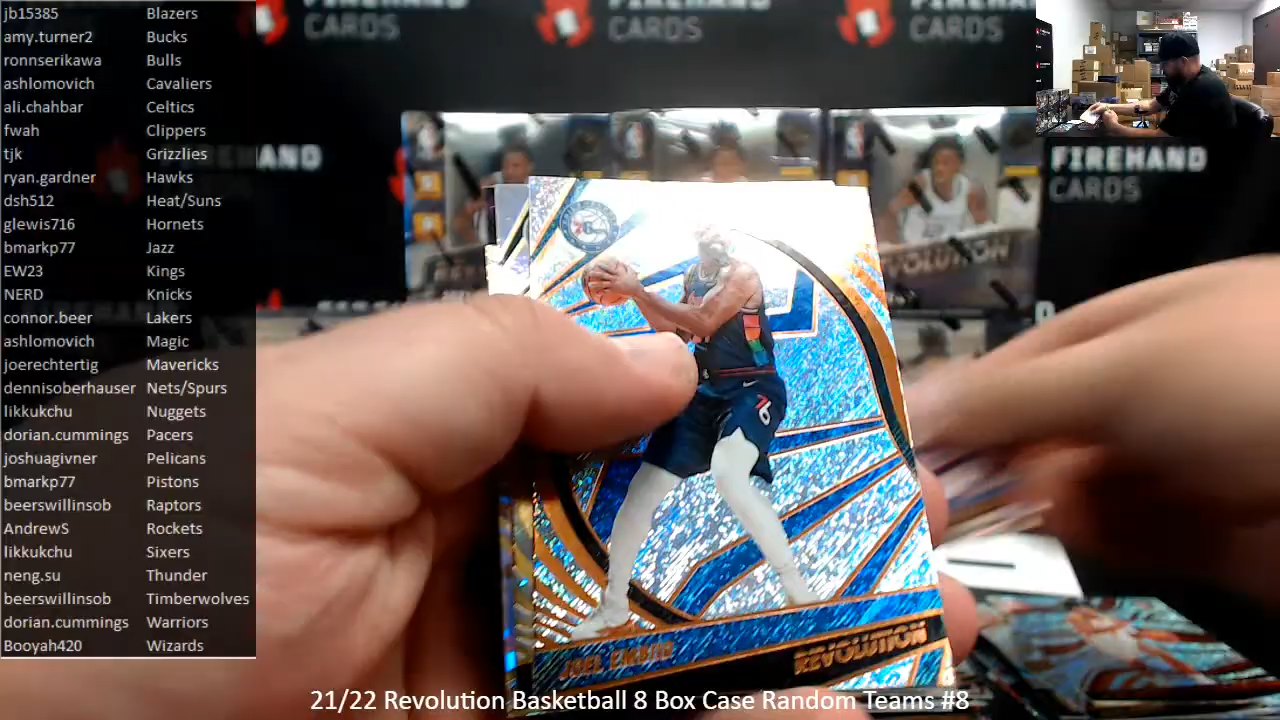 jb15385 Blazers
amy.turner2 Bucks
ronnserikawa Bulls
ashlomovich Cavaliers
ali.chahbar Celtics
fwah Clippers
tjk Grizzlies
ryan.gardner Hawks
dsh512 Heat/Suns
glewis716 Hornets
bmarkp77 Jazz
EW23 Kings
NERD Knicks
connor.beer Lakers
ashlomovich Magic
joerechtertig Mavericks
dennisoberhauser Nets/Spurs
likkukchu Nuggets
dorian.cummings Pacers
joshuagivner Pelicans
bmarkp77 Pistons
beerswillinsob Raptors
AndrewS Rockets
likkukchu Sixers
neng.su Thunder
beerswillinsob Timberwolves
dorian.cummings Warriors
Booyah420 Wizards
CARDS
CARDS
CARDS
FIREHAND
CARDS
76
JOEL EMBIID
REVOLUTION
21/22 Revolution Basketball 8 Box Case Random Teams #8